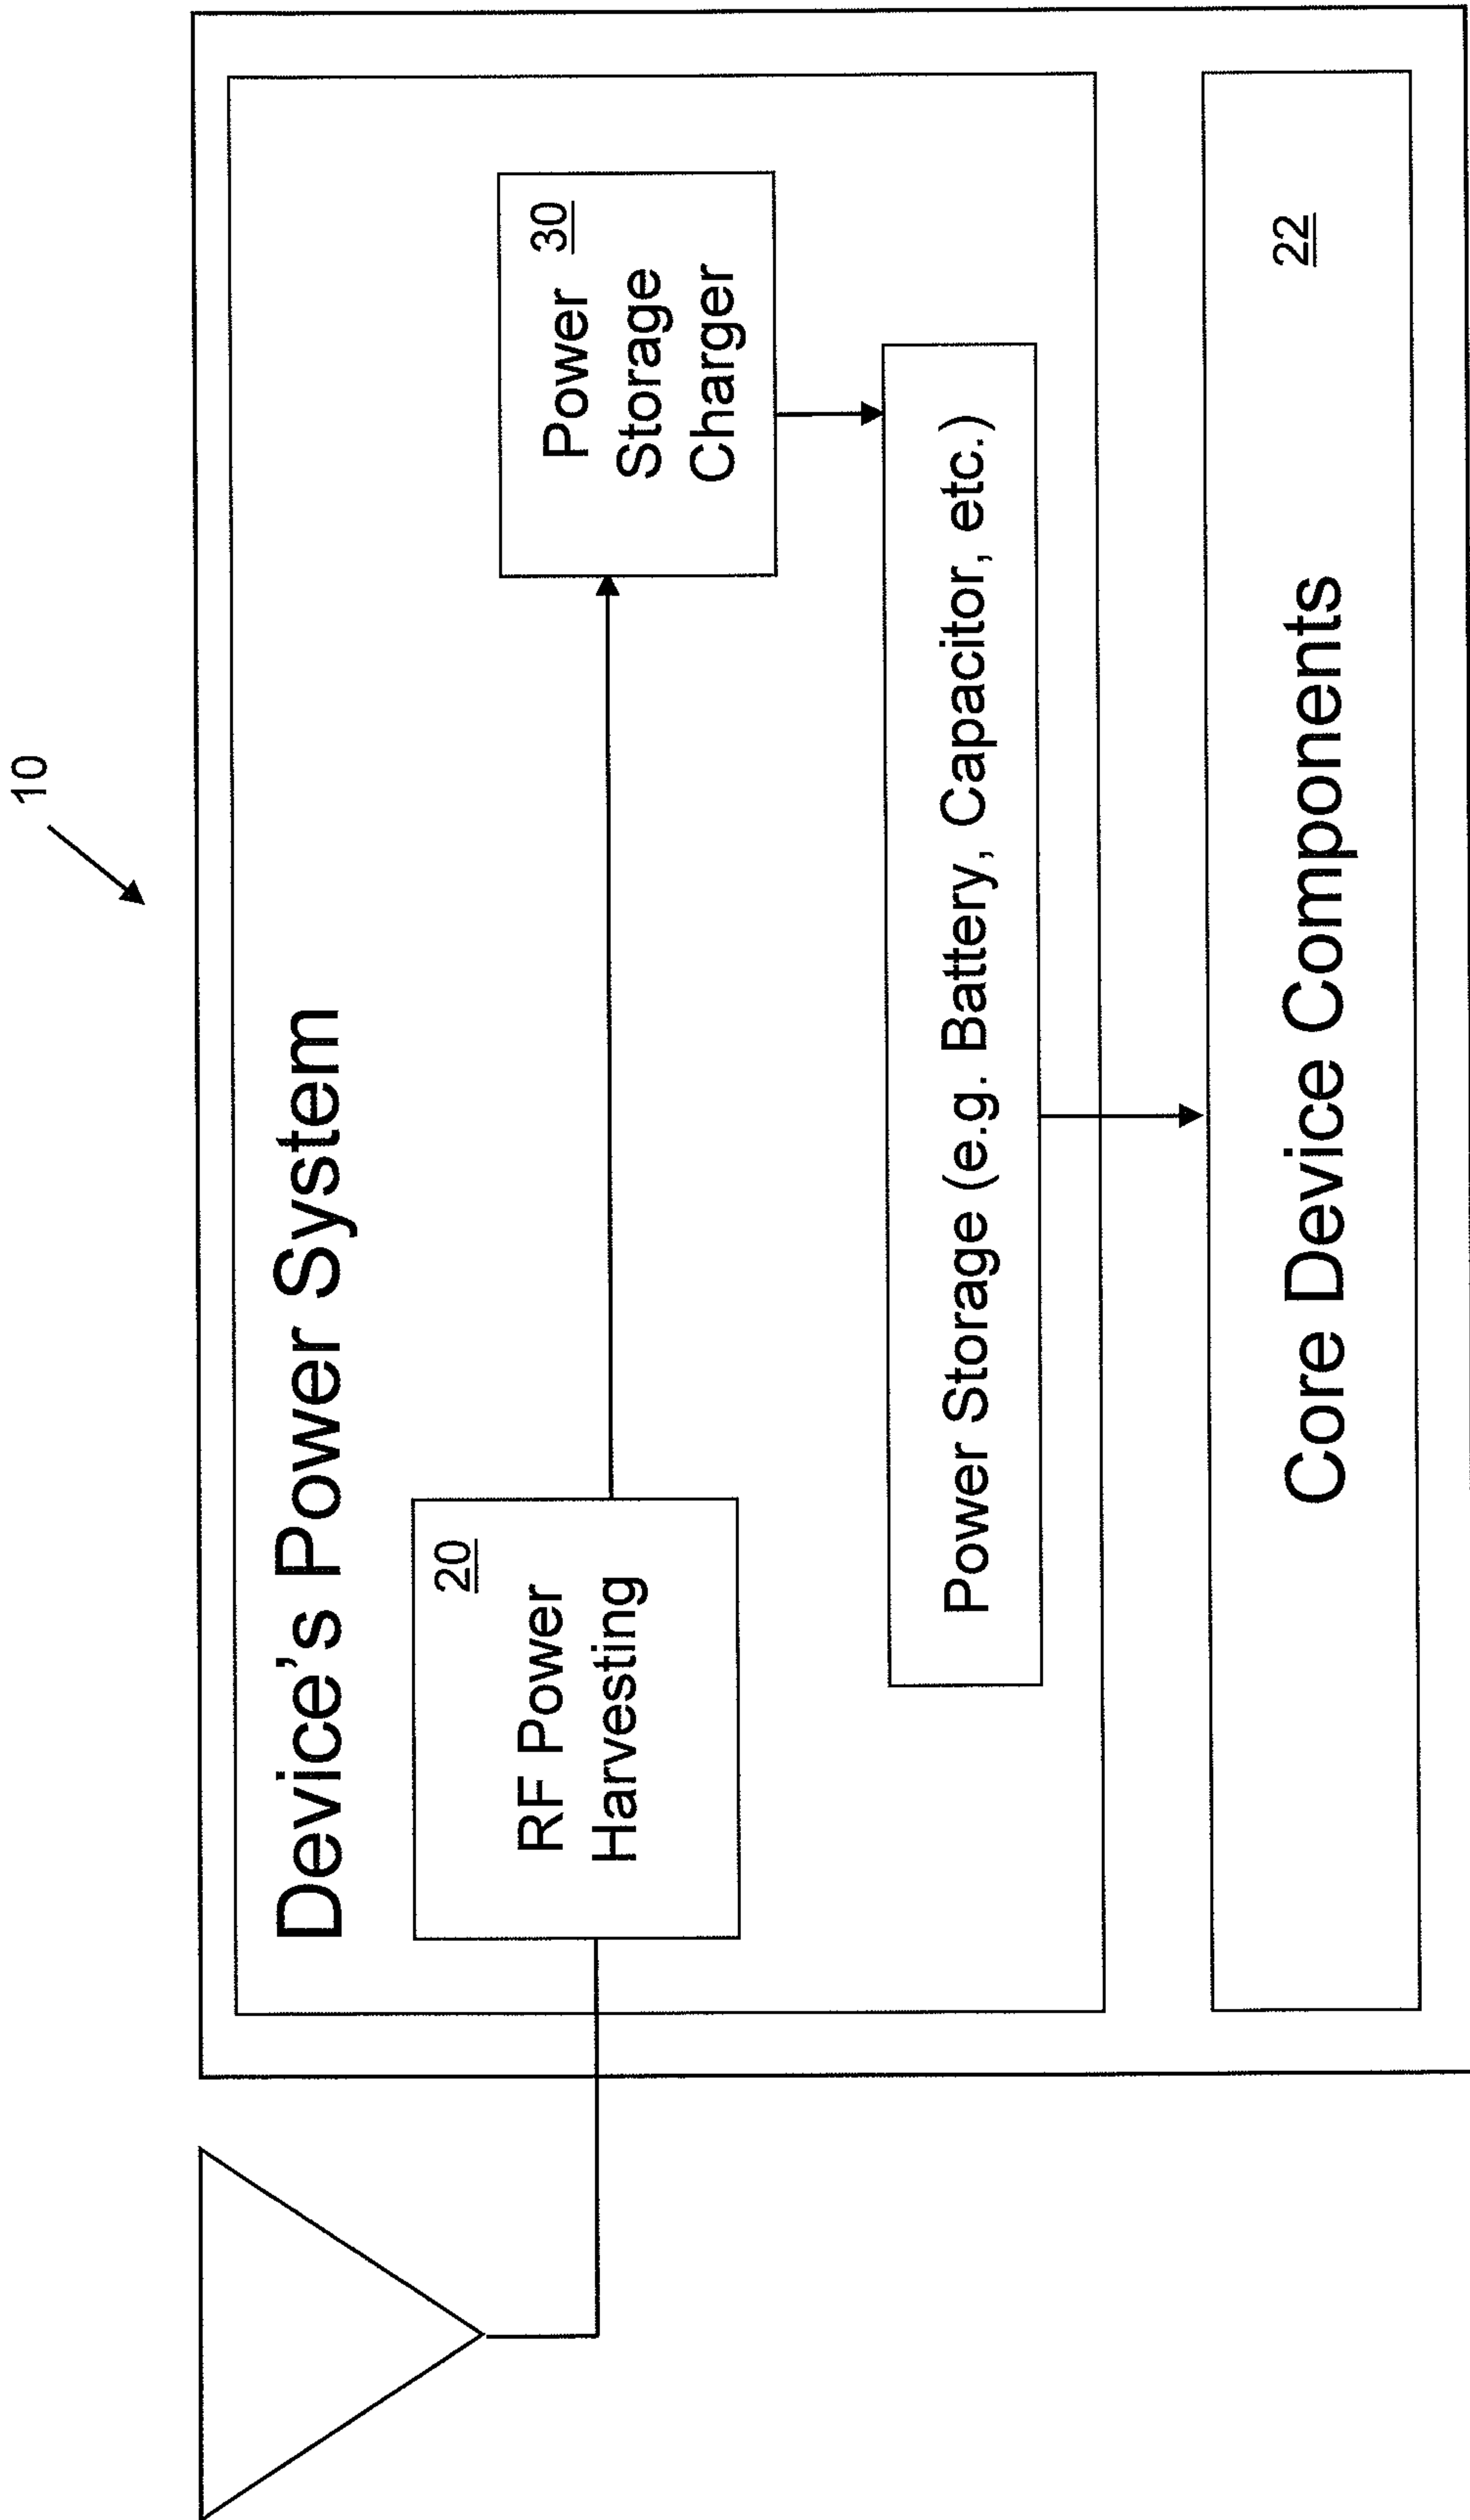 10
Device's Power System
20
RF Power
Harvesting
30
Power
Storage
Charger
Power Storage (e.g. Battery, Capacitor, etc.)
22
Core Device Components